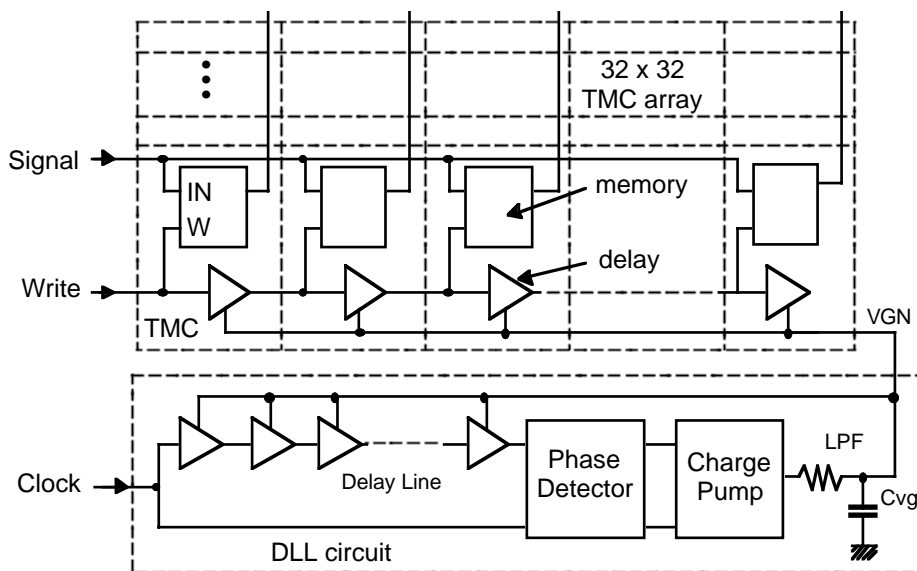 32 x 32
TMC array
Signal
IN
W
memory
Write
delay
TMC
VGN
Clock
Delay Line
Phase
Detector
Charge
Pump
LPF
Cvg
DLL circuit